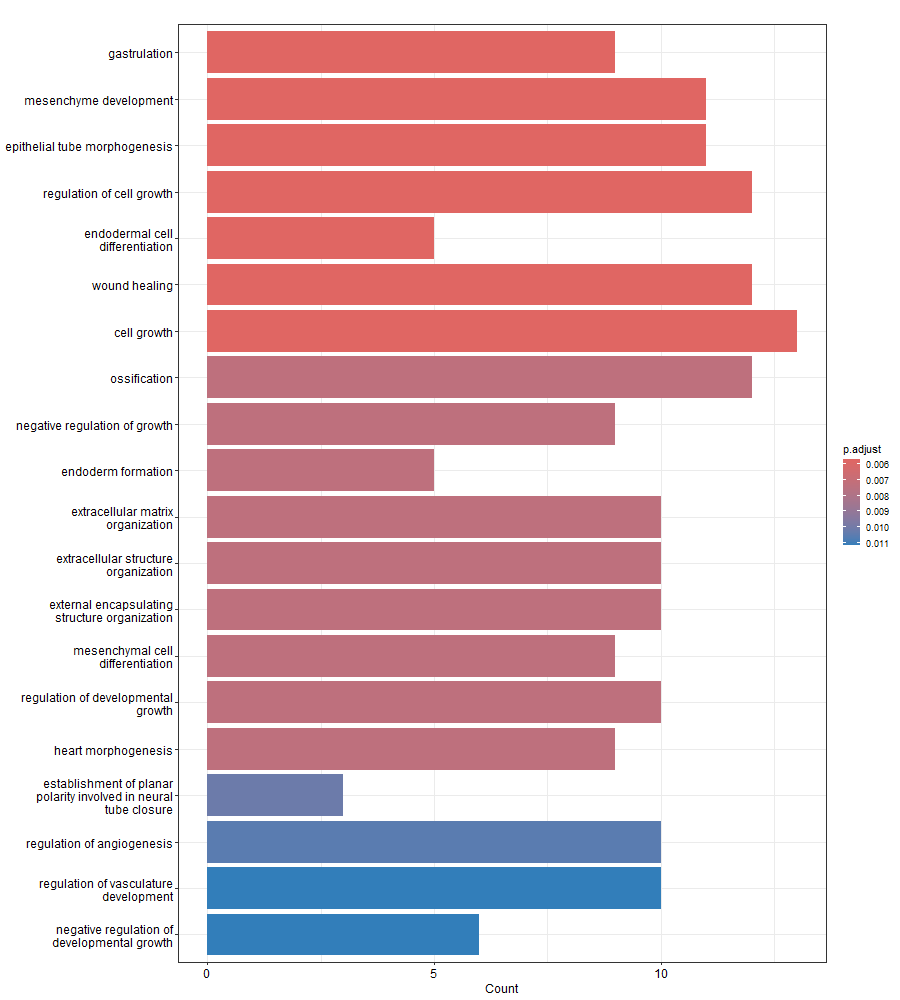 gastrulation
mesenchyme development
epithelial tube morphogenesis
regulation of cell growth
endodermal cell
differentiation
wound healing
cell growth
ossification
negative regulation of growth
endoderm formation
extracellular matrix
organization
extracellular structure
organization
external encapsulating
structure organization
mesenchymal cell
differentiation
regulation of developmental
growth
heart morphogenesis
establishment of planar
polarity involved in neural
tube closure
regulation of angiogenesis
regulation of vasculature
development
negative regulation of
developmental growth
0
5
10
Count
p.adjust
0.006
0.007
0.008
0.009
0.010
0.011